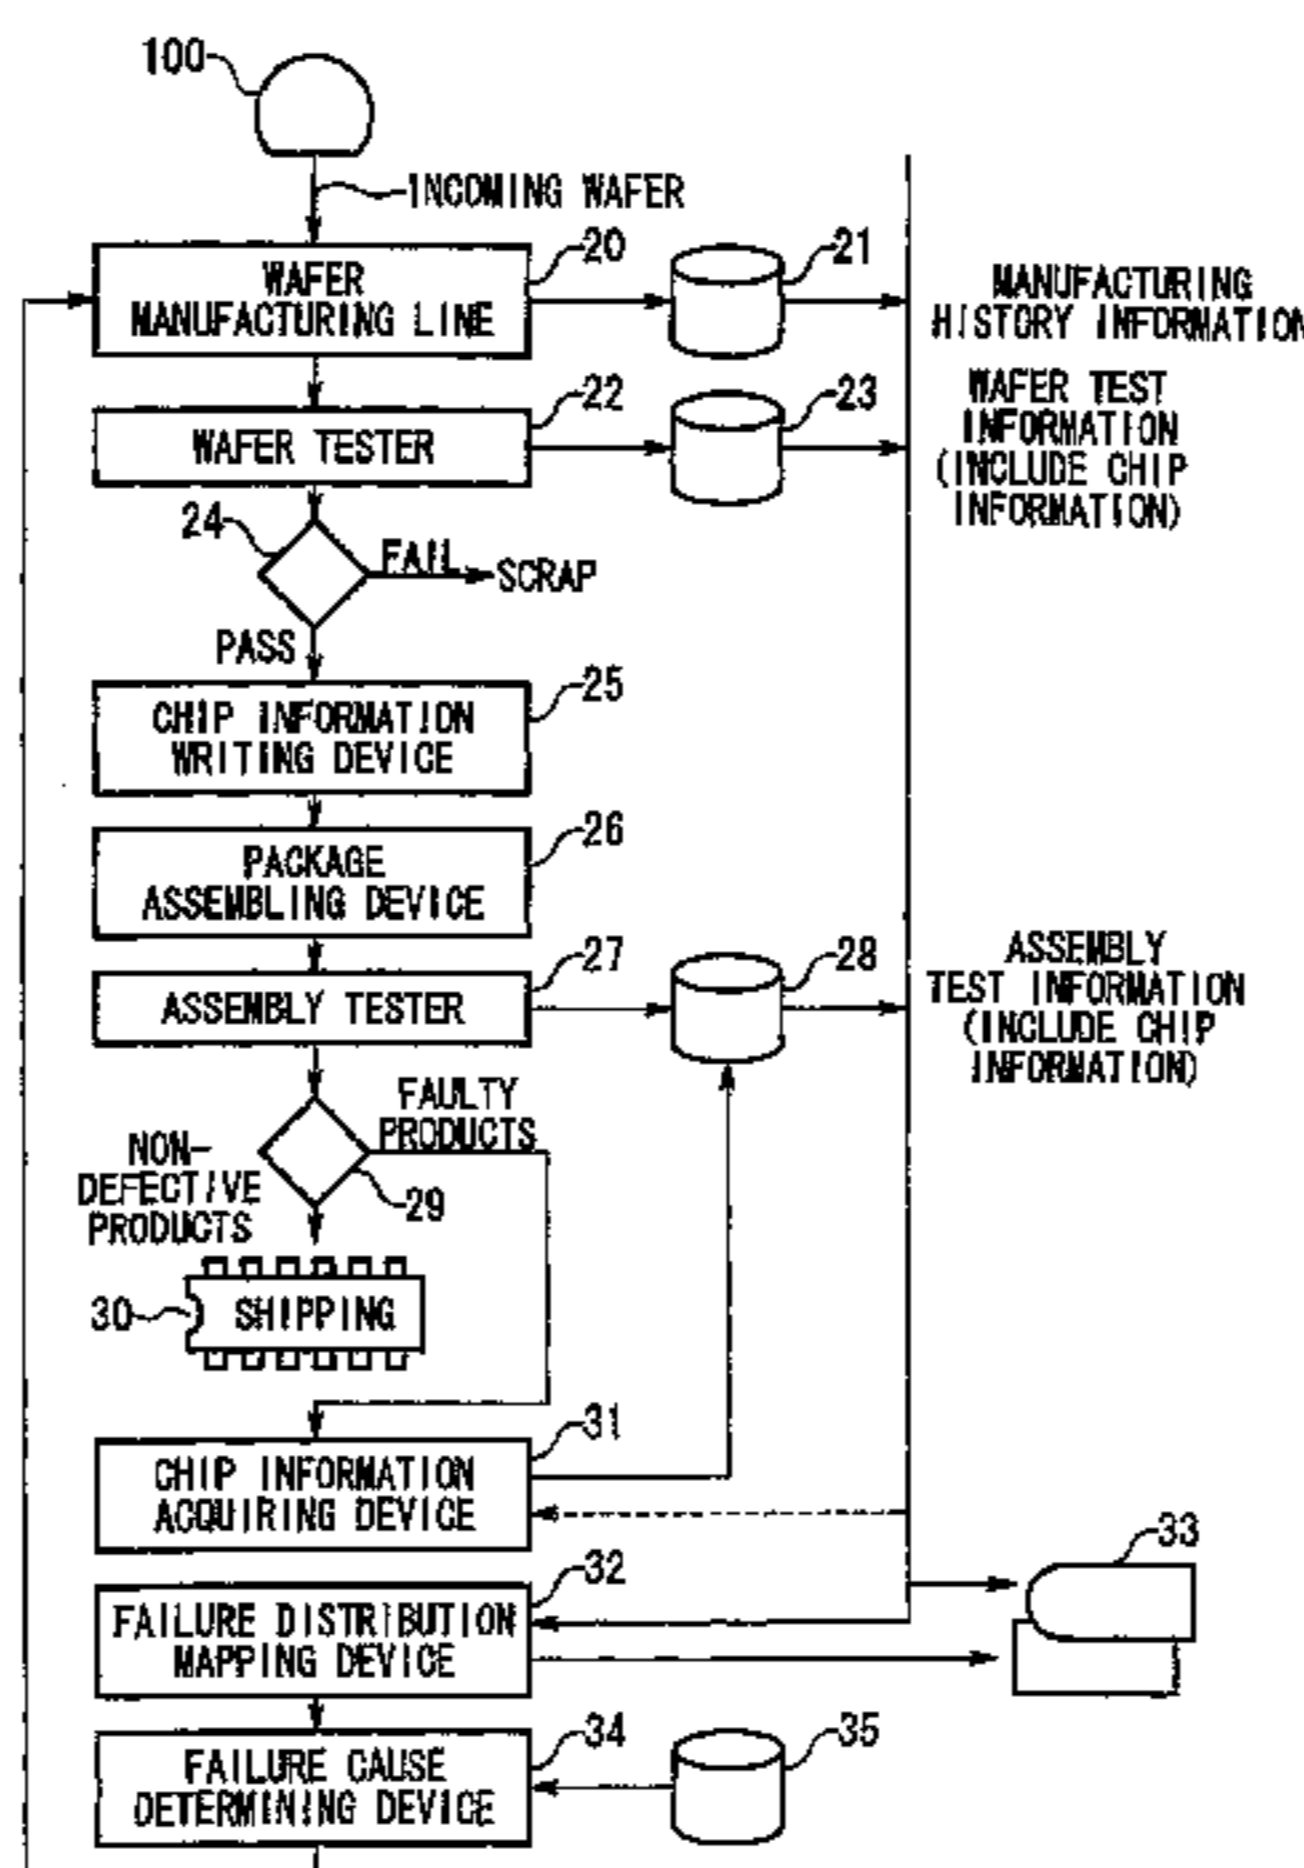 100
INCOMING WAFER
20
21
WAFER
MANUFACTURING LINE
MANUFACTURING
HISTORY INFORMATION
22
23
WAFER TESTER
WAFER TEST
INFORMATION
(INCLUDE CHIP
INFORMATION)
24
FAIL
SCRAP
PASS
25
CHIP INFORMATION
WRITING DEVICE
26
PACKAGE
ASSEMBLING DEVICE
27
28
ASSEMBLY TESTER
ASSEMBLY
TEST INFORMATION
(INCLUDE CHIP
INFORMATION)
FAULTY
PRODUCTS
NON-
DEFECTIVE
PRODUCTS
29
30
SHIPPING
31
CHIP INFORMATION
ACQUIRING DEVICE
32
33
FAILURE DISTRIBUTION
MAPPING DEVICE
34
35
FAILURE CAUSE
DETERMINING DEVICE